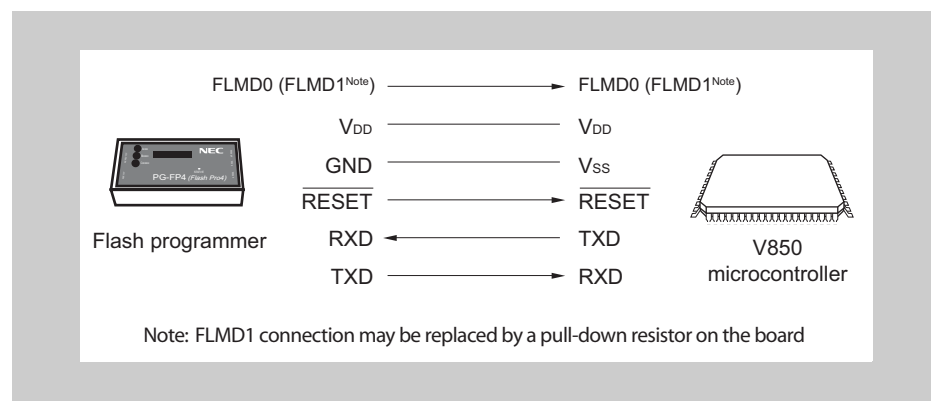 FLMD0 (FLMD1Note) FLMD0 (FLMD1Note)
VDD VDD
GND VSS
RESET RESET
RXD TXD
TXD RXD
NEC
PG-FP4 (Flash Pro4)
Flash programmer
V850
microcontroller
Note: FLMD1 connection may be replaced by a pull-down resistor on the board